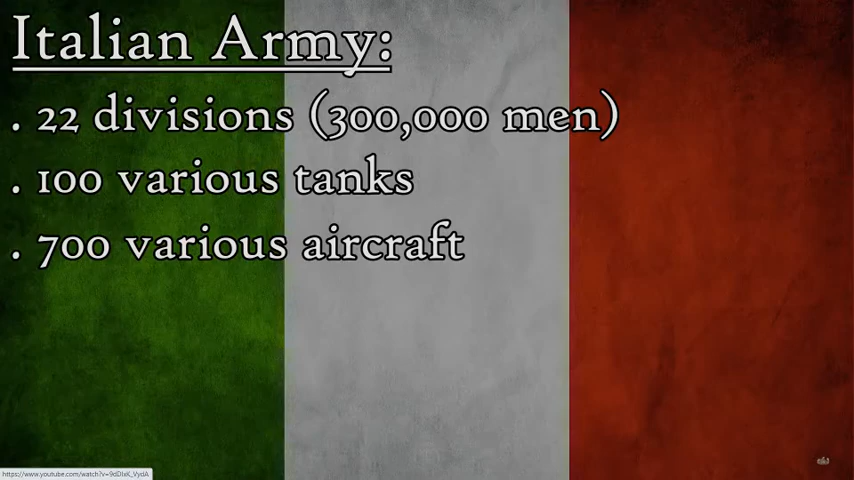 Italian Army:
. 22 divisions (300,000 men)
. 100 various tanks
. 700 various aircraft